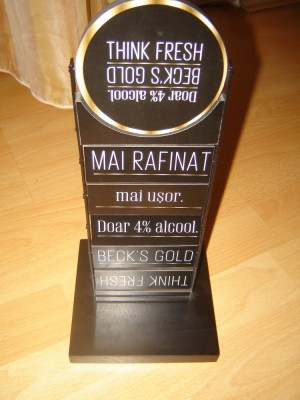 THINK FRESH
BECK'S GOLD
Doar 4% alcool.
MAI RAFINAT
mai ușor.
Doar 4% alcool.
BECK'S GOLD
THINK FRESH